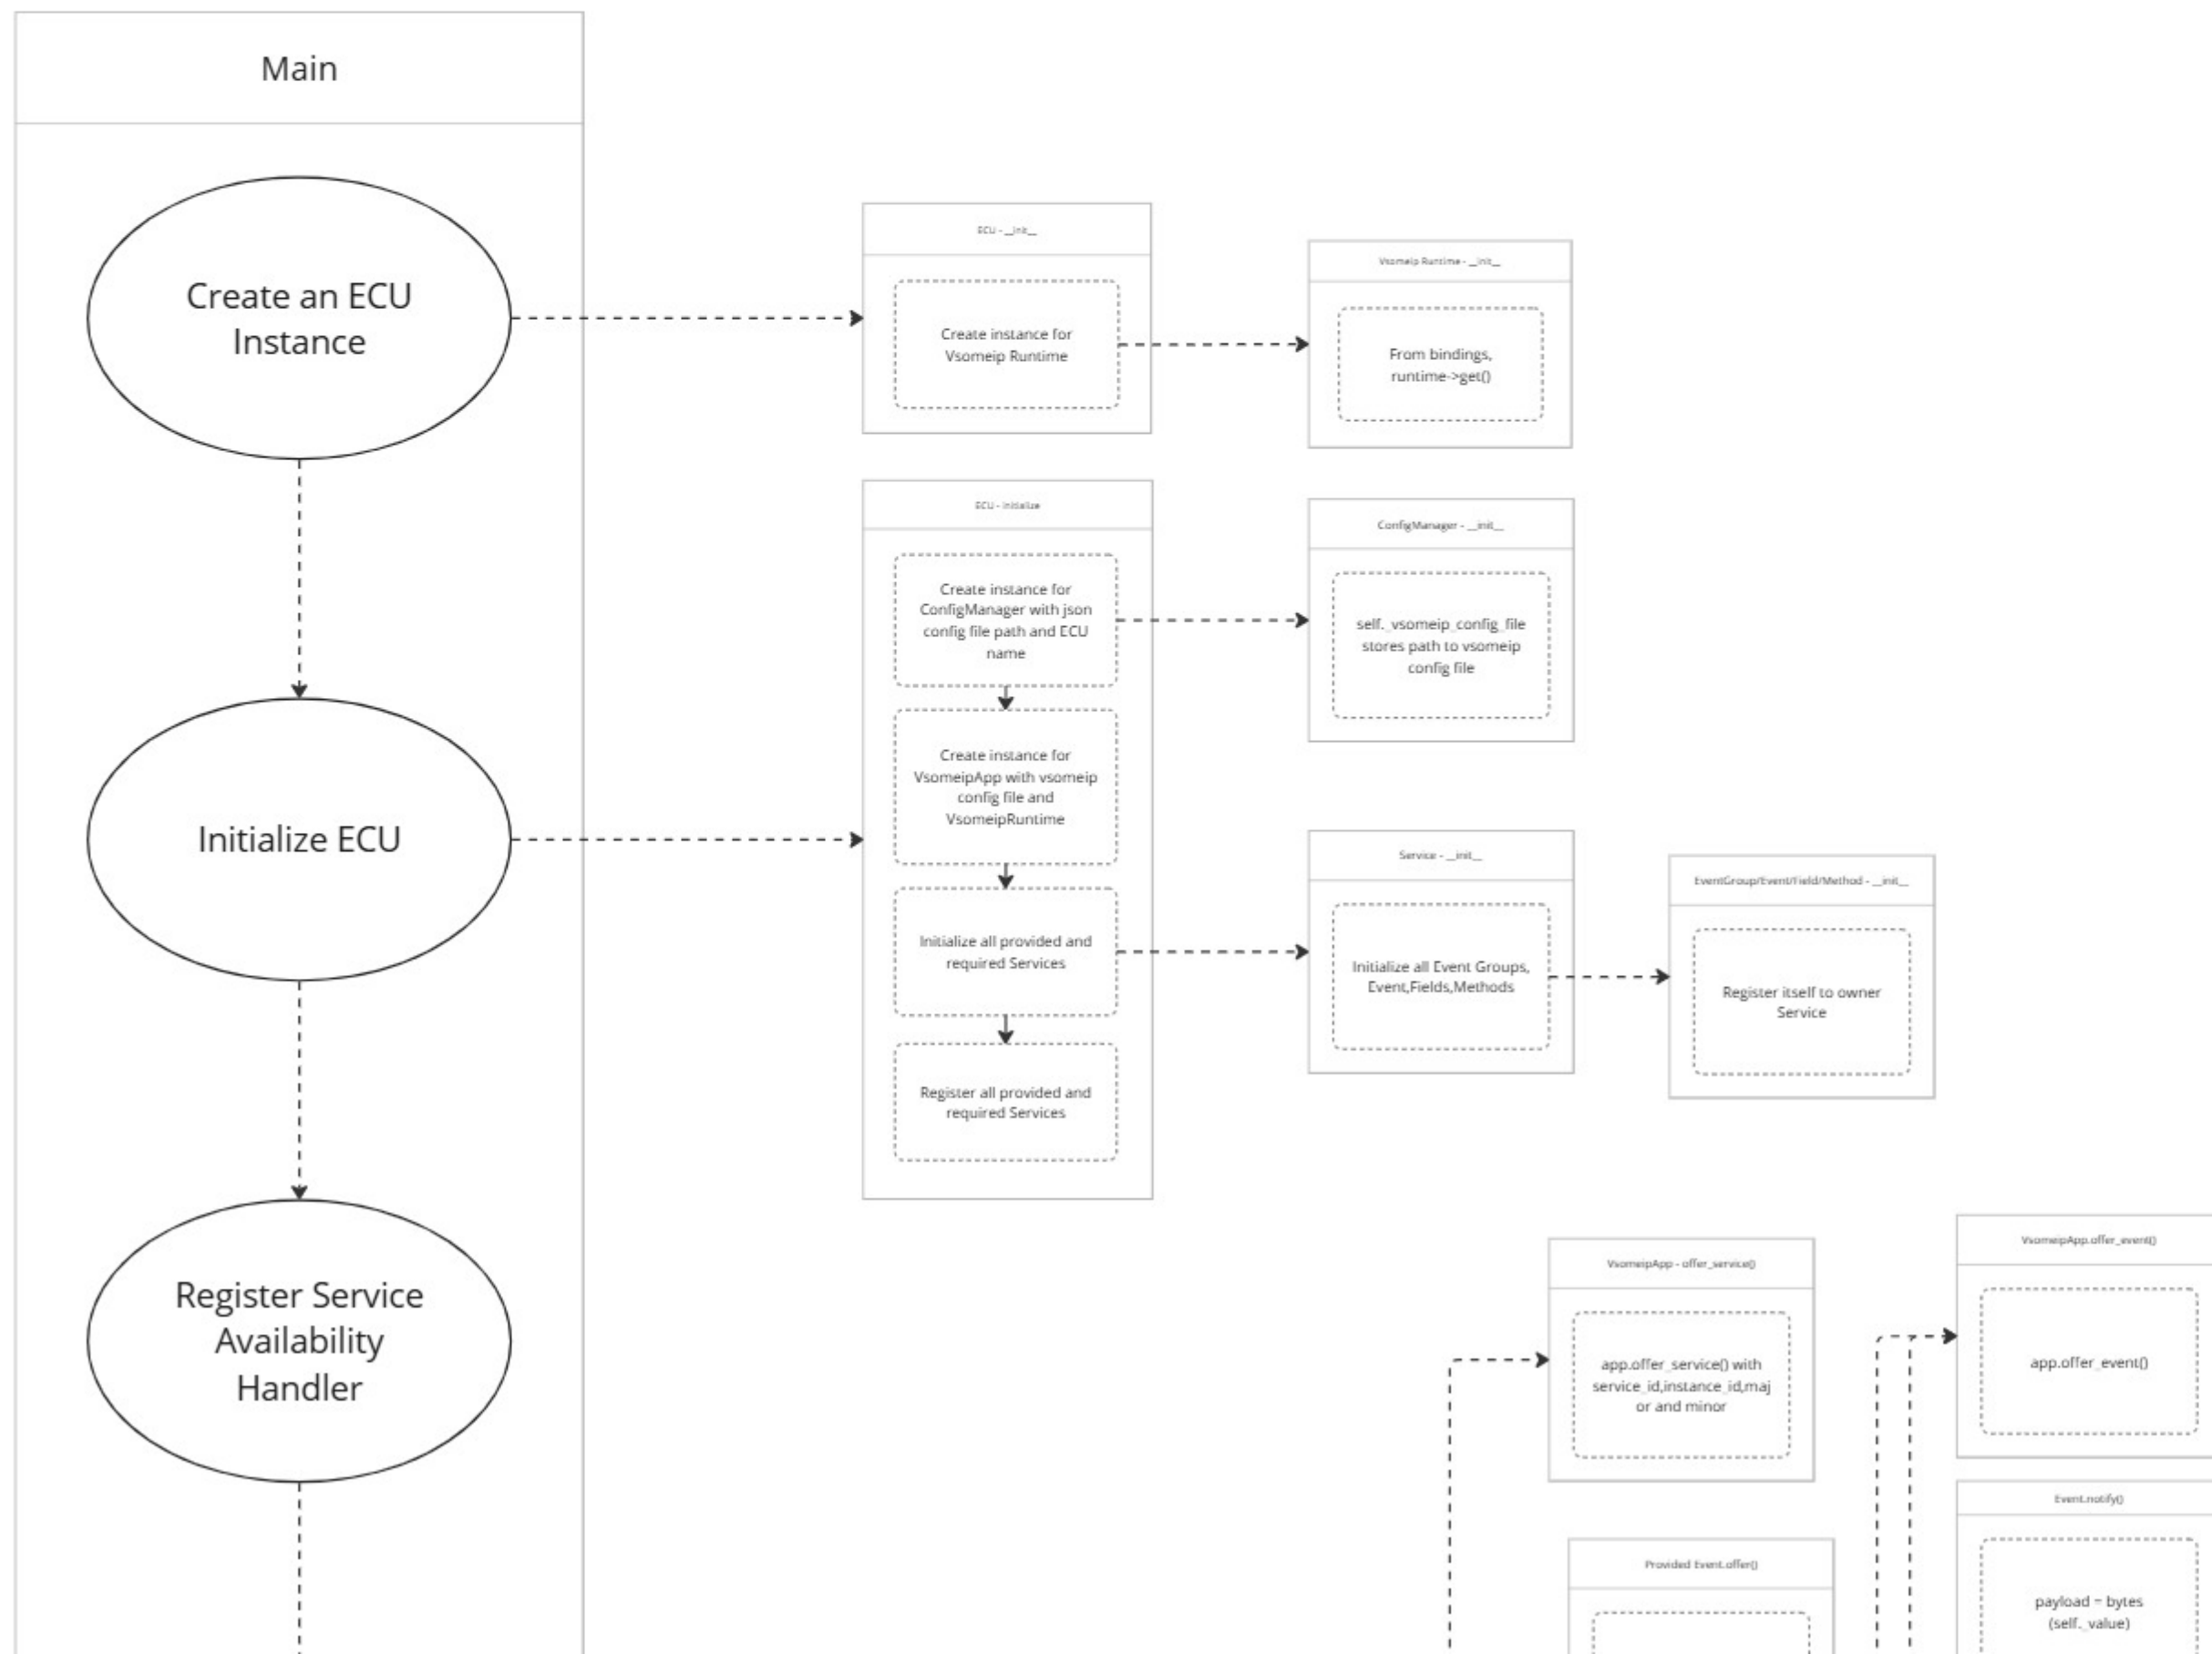 Main
Create an ECU
Instance
ECU - __init__
Create instance for
Vsomeip Runtime
Vsomeip Runtime - __init__
From bindings,
runtime->get()
Initialize ECU
ECU - initialize
Create instance for
ConfigManager with json
config file path and ECU
name
Create instance for
VsomeipApp with vsomeip
config file and
VsomeipRuntime
Initialize all provided and
required Services
Register all provided and
required Services
ConfigManager - __init__
self._vsomeip_config_file
stores path to vsomeip
config file
Service - __init__
Initialize all Event Groups,
Event,Fields,Methods
EventGroup/Event/Field/Method - __init__
Register itself to owner
Service
Register Service
Availability
Handler
VsomeipApp - offer_service()
app.offer_service() with
service_id,instance_id,maj
or and minor
VsomeipApp.offer_event()
app.offer_event()
Provided Event.offer()
Event.notify()
payload = bytes
(self._value)